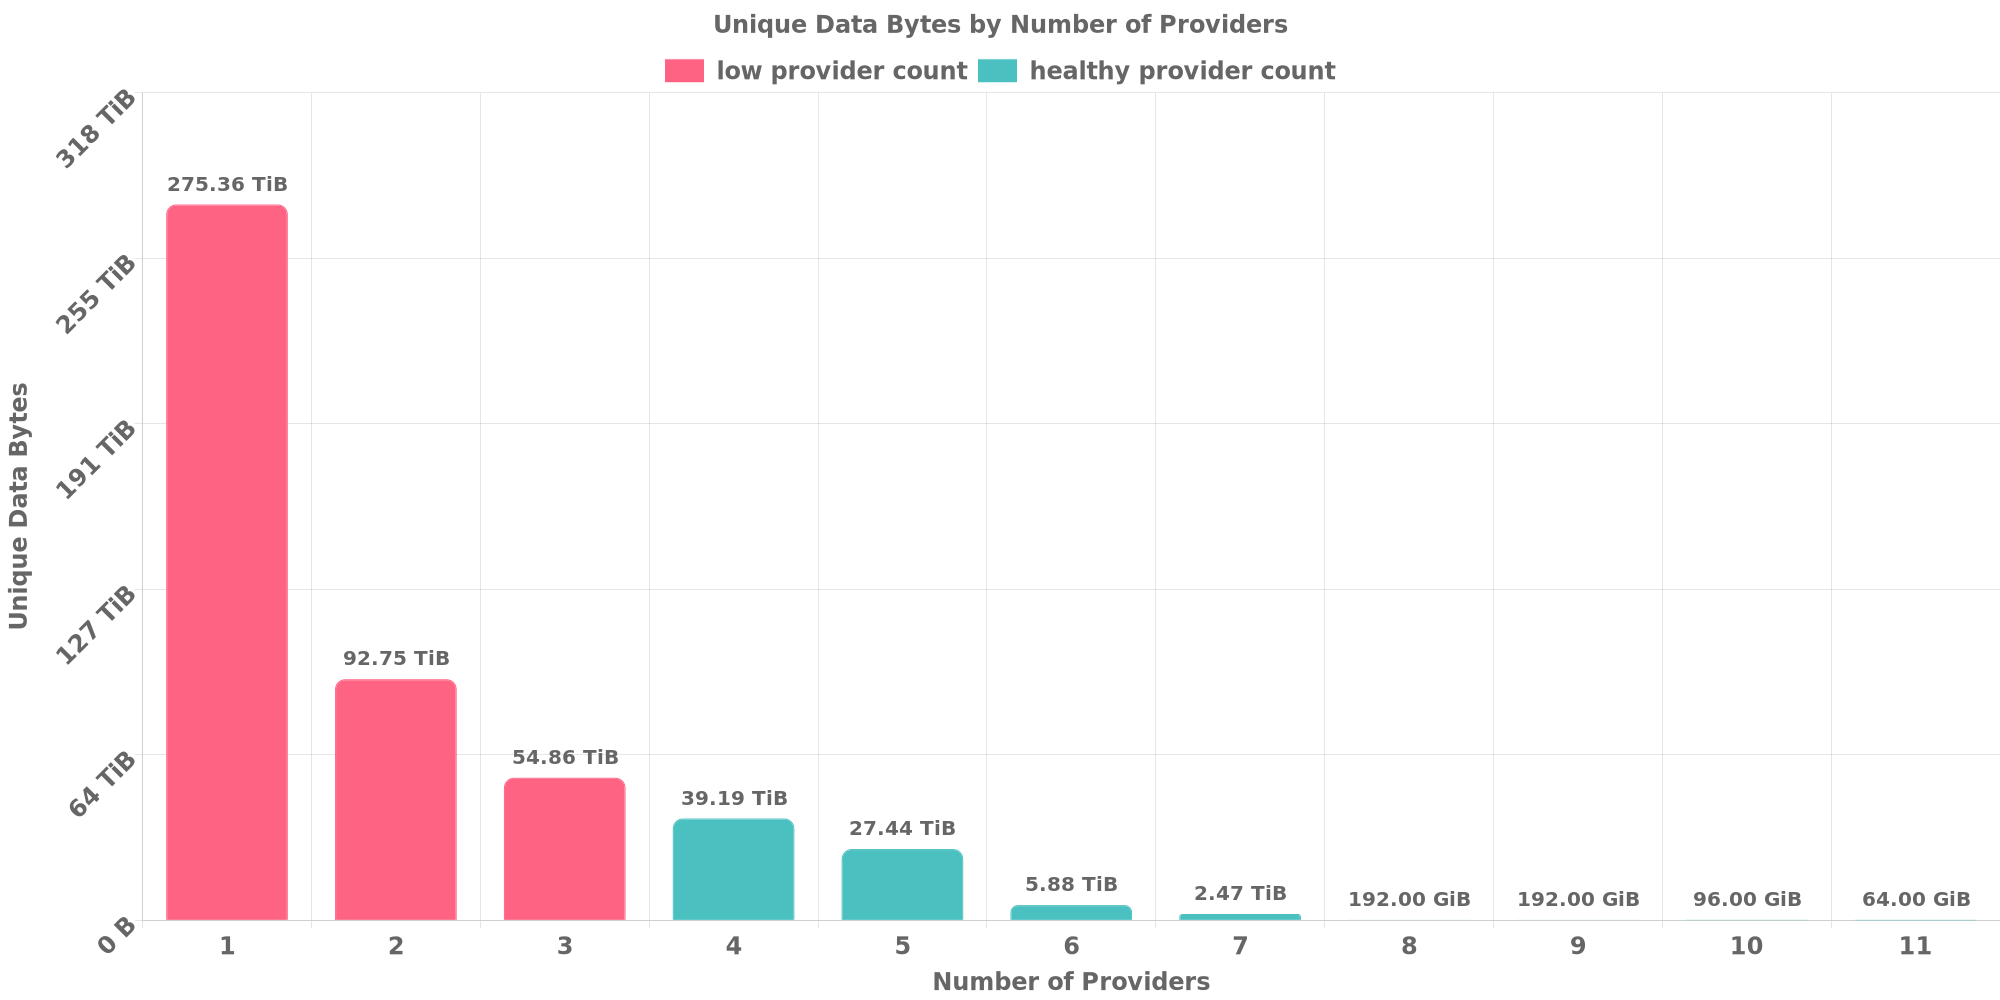 Unique Data Bytes by Number of Providers
low provider count healthy provider count
318 TiB
255 TiB
191 TiB
127 TiB
64 TiB
0 B
Unique Data Bytes
275.36 TiB
92.75 TiB
54.86 TiB
39.19 TiB
27.44 TiB
5.88 TiB
2.47 TiB
192.00 GiB
192.00 GiB
96.00 GiB
64.00 GiB
1 2 3 4 5 6 7 8 9 10 11
Number of Providers